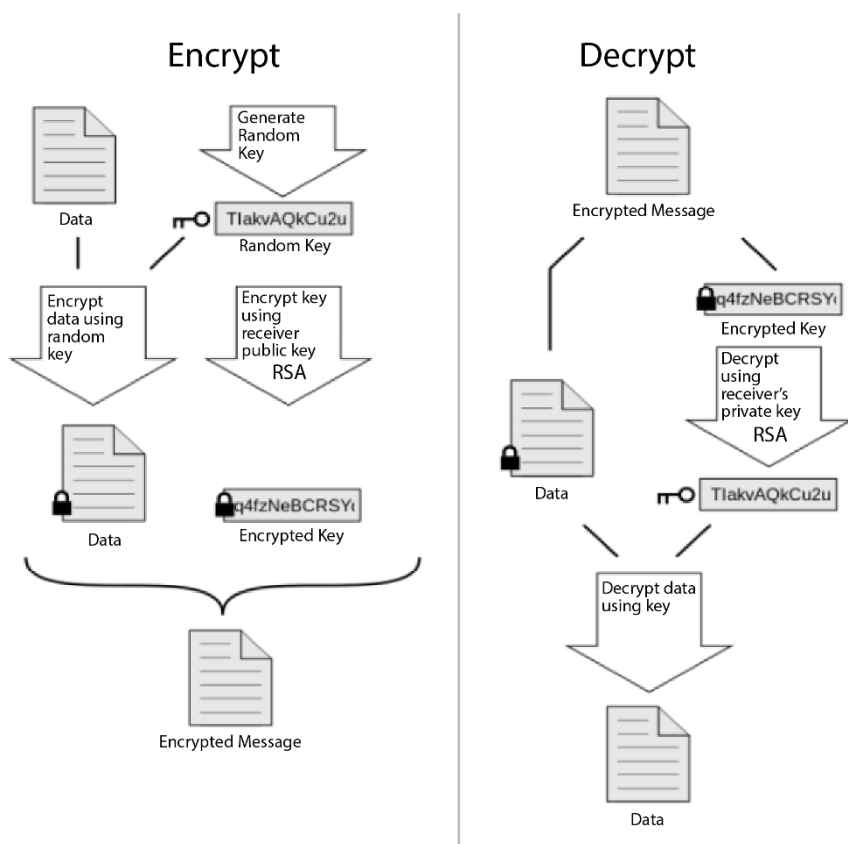 Encrypt
Generate
Random
Key
Data
TIakvAQkCu2u
Random Key
Encrypt
data using
random
key
Encrypt key
using
receiver
public key
RSA
Data
q4fzNeBCRSY
Encrypted Key
Encrypted Message
Decrypt
Encrypted Message
q4fzNeBCRSY
Encrypted Key
Decrypt
using
receiver's
private key
RSA
Data
TIakvAQkCu2u
Decrypt data
using key
Data